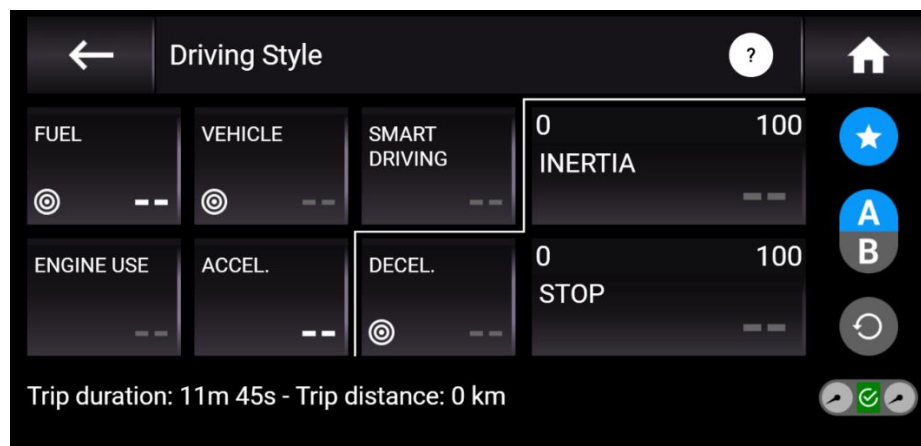 Driving Style
?
FUEL
--
VEHICLE
--
SMART
DRIVING
--
0 100
INERTIA
--
A
B
ENGINE USE
--
ACCEL.
--
DECEL.
--
0 100
STOP
--
Trip duration: 11m 45s - Trip distance: 0 km